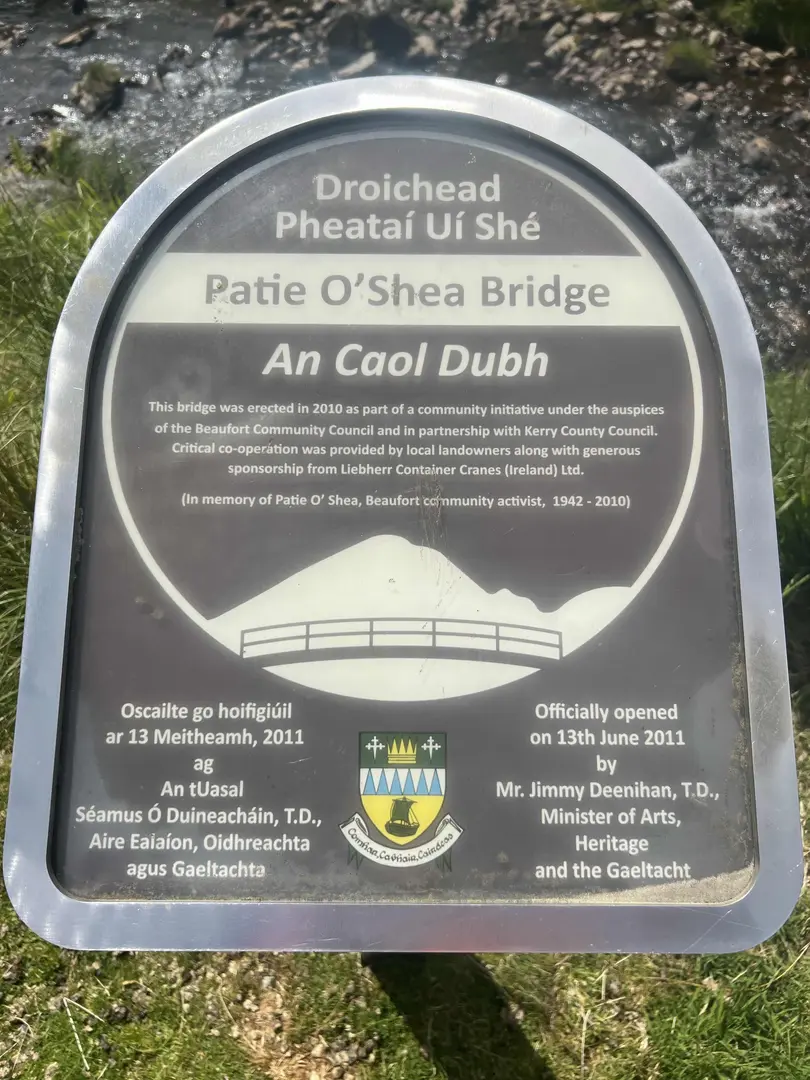 Droichead
Pheataí Uí Shé
Patie O'Shea Bridge
An Caol Dubh
This bridge was erected in 2010 as part of a community initiative under the auspices
of the Beaufort Community Council and in partnership with Kerry County Council.
Critical co-operation was provided by local landowners along with generous
sponsorship from Liebherr Container Cranes (Ireland) Ltd.
(In memory of Patie O' Shea, Beaufort community activist, 1942 - 2010)
Oscailte go hoifigiúil
ar 13 Meitheamh, 2011
ag
An tUasal
Séamus Ó Duineacháin, T.D.,
Aire Eaiaíon, Oidhreachta
agus Gaeltachta
Officially opened
on 13th June 2011
by
Mr. Jimmy Deenihan, T.D.,
Minister of Arts,
Heritage
and the Gaeltacht